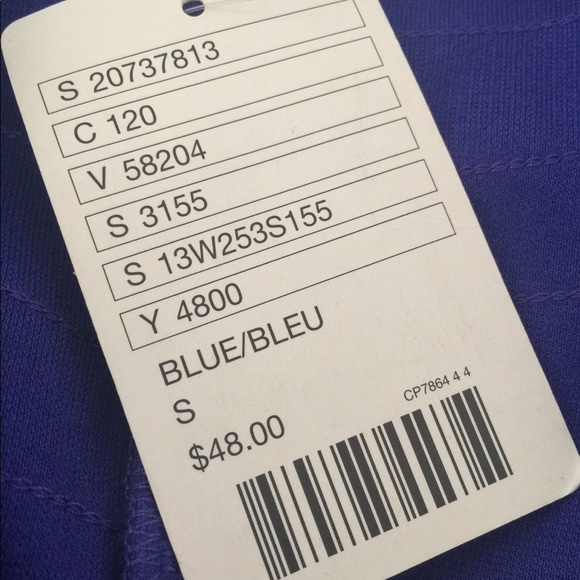 S 20737813
C 120
V 58204
S 3155
S 13W253S155
Y 4800
BLUE/BLEU
S
$48.00
CP7864 4 4